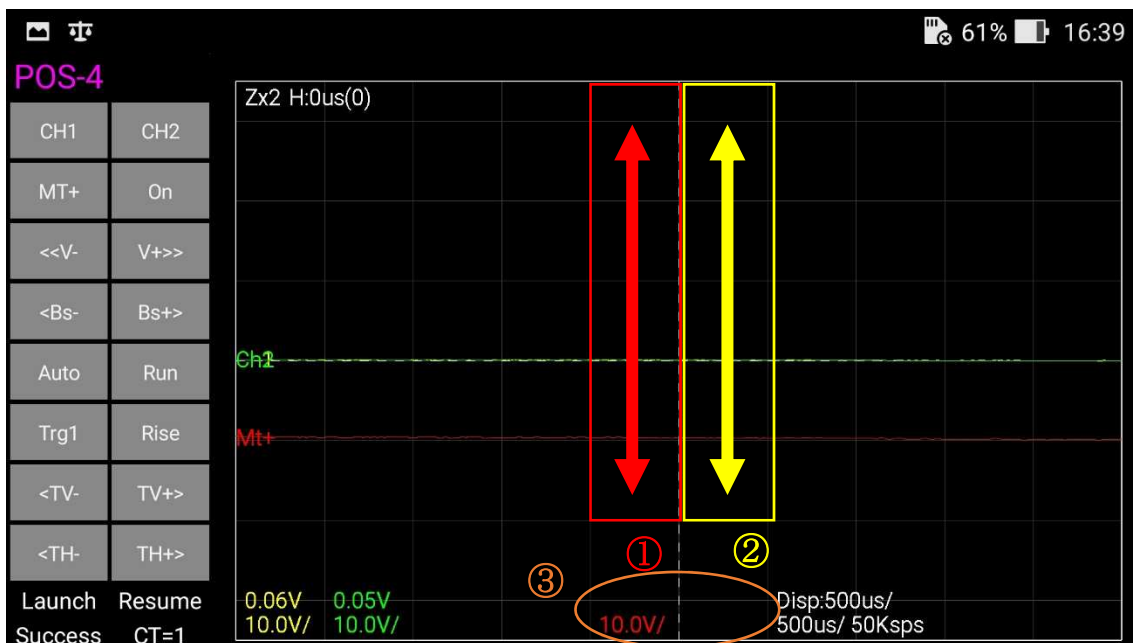 61% 16:39
POS-4
Zx2 H:0us(0)
CH1 CH2
MT+ On
<<V- V+>>
<Bs- Bs+>
Auto Run
Trg1 Rise
<TV- TV+>
<TH- TH+>
Launch Resume
Success CT=1
Ch2
Mt+
① ②
③
0.06V 0.05V Disp:500us/
10.0V/ 10.0V/ 10.0V/ 500us/ 50Ksps